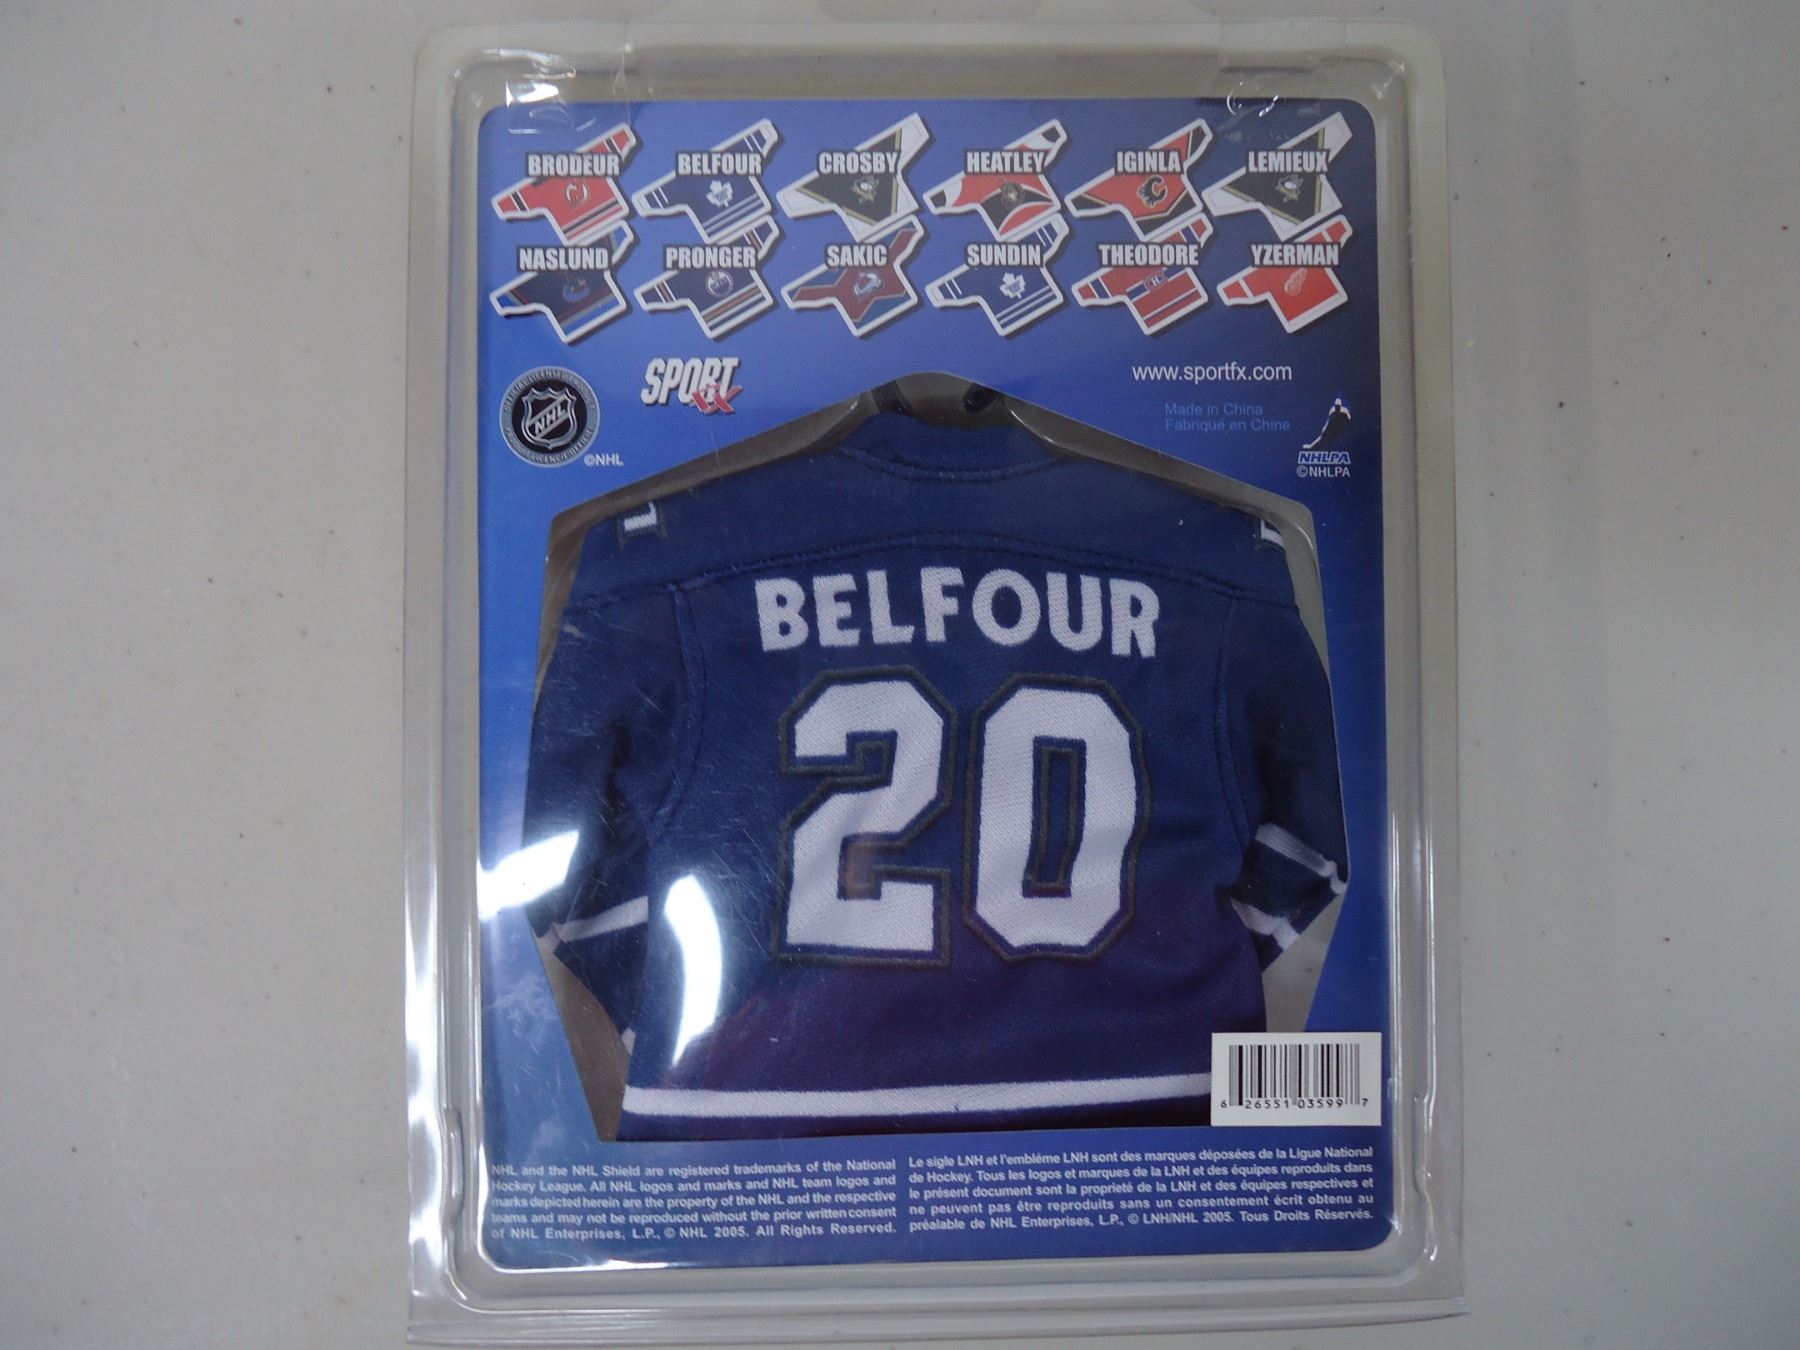 BRODEUR BELFOUR CROSBY HEATLEY IGINLA LEMIEUX
NASLUND PRONGER SAKIC SUNDIN THEODORE YZERMAN
NHL
©NHL
SPORT FX
www.sportfx.com
Made in China
Fabriqué en Chine
NHLPA
©NHLPA
BELFOUR
20
6 26551 03599 7
NHL and the NHL Shield are registered trademarks of the National
Hockey League. All NHL logos and marks and NHL team logos and
marks depicted herein are the property of the NHL and the respective
teams and may not be reproduced without the prior written consent
of NHL Enterprises, L.P., © NHL 2005. All Rights Reserved.
Le sigle LNH et l'embléme LNH sont des marques déposées de la Ligue National
de Hockey. Tous les logos et marques de la LNH et des équipes reproduits dans
le présent document sont la proprieté de la LNH et des équipes respectives et
ne peuvent pas être reproduits sans un consentement écrit obtenu au
préalable de NHL Enterprises, L.P., © LNH/NHL 2005. Tous Droits Réservés.